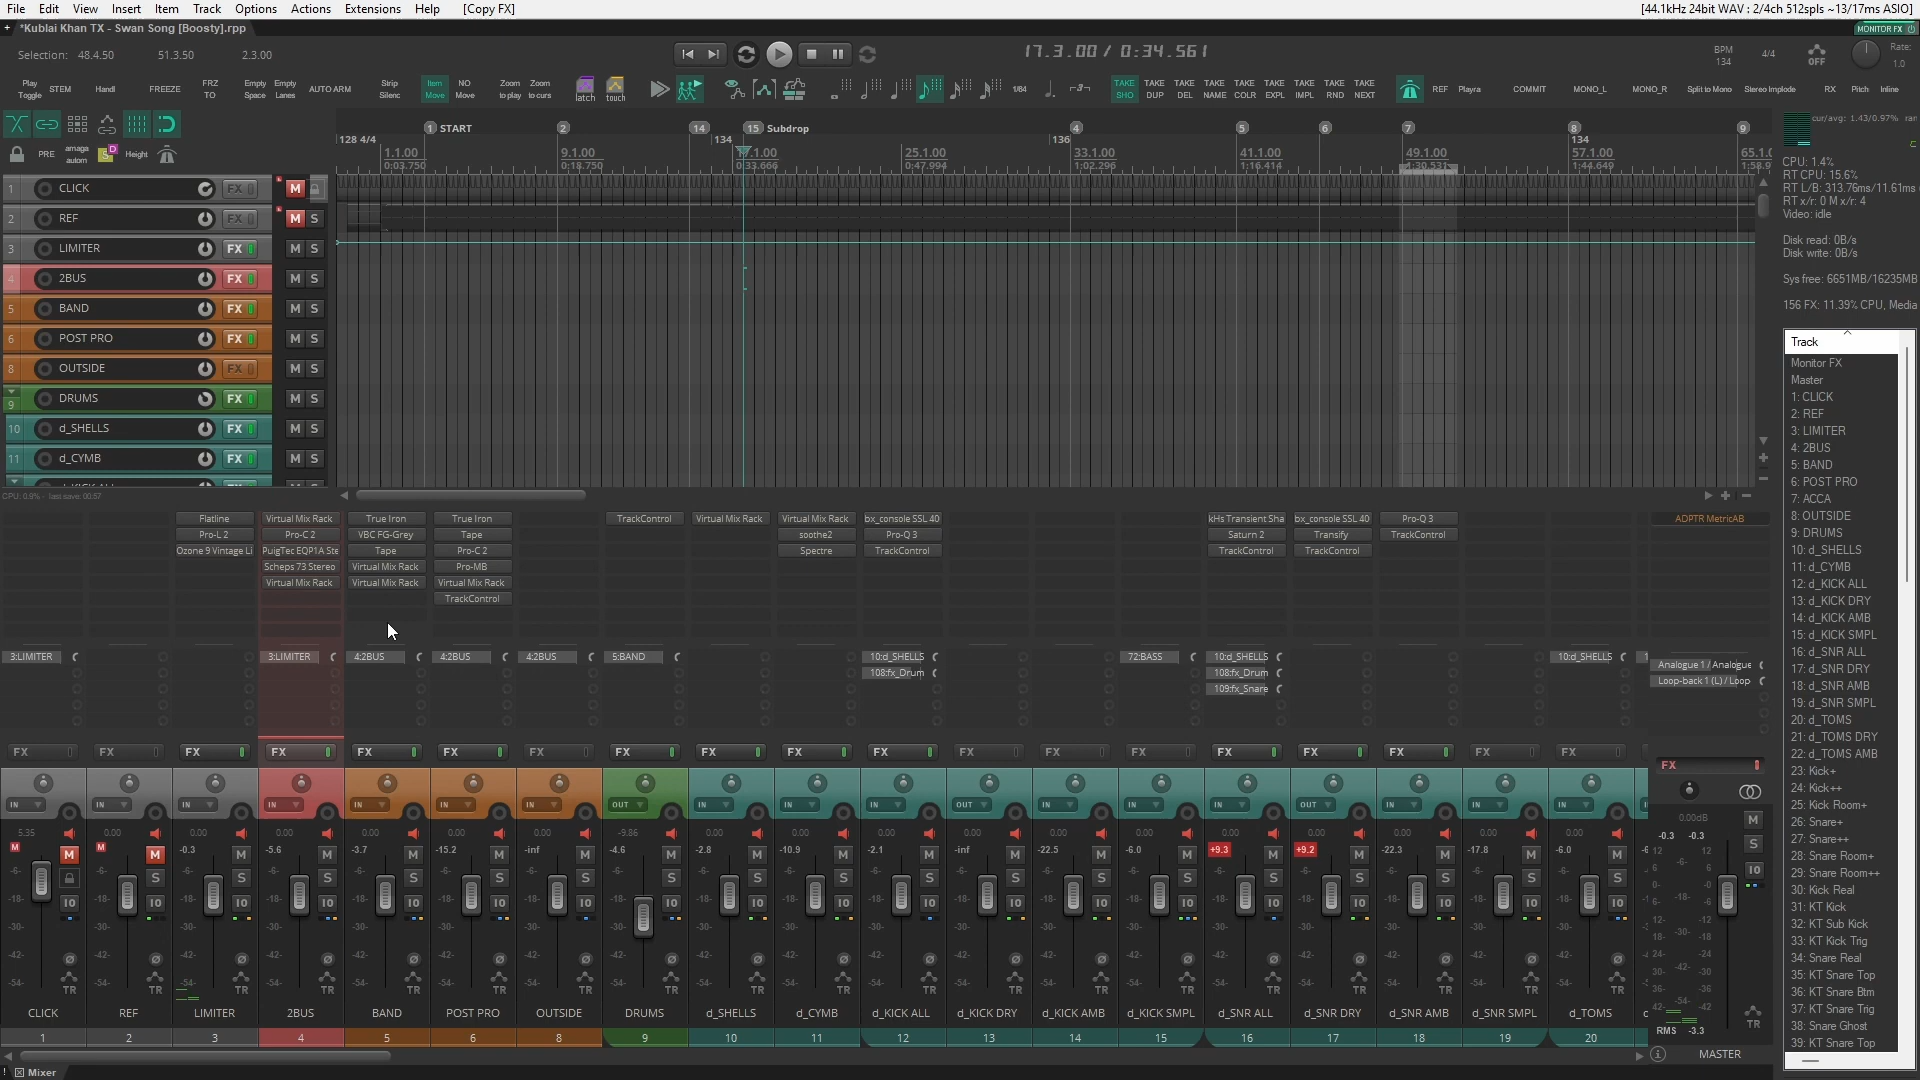 File Edit View Insert Item Track Options Actions Extensions Help [Copy FX] [44.1kHz 24bit WAV : 2/4ch 512spls ~13/17ms ASIO]
*Kublai Khan TX - Swan Song [Boosty].rpp MONITOR FX
Selection: 48.4.50 51.3.50 2.3.00 17.3.00 / 0:34.561 BPM 134 4/4 OFF Rate: 1.0
Play Toggle STEM Handl FREEZE FRZ TO Empty Space Empty Lanes AUTO ARM Strip Silenc Item Move NO Move Zoom to play Zoom to curs latch touch 1/64 -3- TAKE SHO TAKE DUP TAKE DEL TAKE NAME TAKE COLR TAKE EXPL TAKE IMPL TAKE RND TAKE NEXT REF Playra COMMIT MONO_L MONO_R Split to Mono Stereo Implode RX Pitch Inline
PRE amaga autom S D Height
1 START 2 14 15 Subdrop 4 5 6 7 8 9
128 4/4 134 136 134
1.1.00 9.1.00 17.1.00 25.1.00 33.1.00 41.1.00 49.1.00 57.1.00 65.1.0
0:03.750 0:18.750 0:33.666 0:47.994 1:02.296 1:16.414 1:30.531 1:44.649
cur/avg: 1.43/0.97%
CPU: 1.4%
RT CPU: 15.6%
RT L/B: 313.76ms/11.61ms
RT x/r: 0 M x/r: 4
Video: idle
Disk read: 0B/s
Disk write: 0B/s
Sys free: 6651MB/16235MB
156 FX: 11.39% CPU, Media
1 CLICK FX M
2 REF FX M S
3 LIMITER FX M S
4 2BUS FX M S
5 BAND FX M S
6 POST PRO FX M S
8 OUTSIDE FX M S
9 DRUMS FX M S
10 d_SHELLS FX M S
11 d_CYMB FX M S
CPU: 0.9% - last save: 00:57
Track
Monitor FX
Master
1: CLICK
2: REF
3: LIMITER
4: 2BUS
5: BAND
6: POST PRO
7: ACCA
8: OUTSIDE
9: DRUMS
10: d_SHELLS
11: d_CYMB
12: d_KICK ALL
13: d_KICK DRY
14: d_KICK AMB
15: d_KICK SMPL
16: d_SNR ALL
17: d_SNR DRY
18: d_SNR AMB
19: d_SNR SMPL
20: d_TOMS
21: d_TOMS DRY
22: d_TOMS AMB
23: Kick+
24: Kick++
25: Kick Room+
26: Snare+
27: Snare++
28: Snare Room+
29: Snare Room++
30: Kick Real
31: KT Kick
32: KT Sub Kick
33: KT Kick Trig
34: Snare Real
35: KT Snare Top
36: KT Snare Btm
37: KT Snare Trig
38: Snare Ghost
39: KT Snare Top
Flatline Virtual Mix Rack True Iron True Iron TrackControl Virtual Mix Rack Virtual Mix Rack bx_console SSL 40 kHs Transient Sha bx_console SSL 40 Pro-Q 3 ADPTR MetricAB
Pro-L 2 Pro-C 2 VBC FG-Grey Tape soothe2 Pro-Q 3 Saturn 2 Transify TrackControl
Ozone 9 Vintage Li PuigTec EQP1A Ste Tape Pro-C 2 Spectre TrackControl TrackControl TrackControl
Scheps 73 Stereo Virtual Mix Rack Pro-MB
Virtual Mix Rack Virtual Mix Rack Virtual Mix Rack
TrackControl
3:LIMITER 3:LIMITER 4:2BUS 4:2BUS 4:2BUS 5:BAND 10:d_SHELLS 72:BASS 10:d_SHELLS 10:d_SHELLS 1 Analogue 1 / Analogue
108:fx_Drum 108:fx_Drum Loop-back 1 (L) / Loop
109:fx_Snare
FX FX FX FX FX FX FX FX FX FX FX FX FX FX FX FX FX FX FX FX
IN IN IN IN IN IN IN OUT IN IN IN OUT IN IN IN OUT IN IN IN
5.35 0.00 0.00 0.00 0.00 0.00 0.00 -9.86 0.00 0.00 0.00 0.00 0.00 0.00 0.00 0.00 0.00 0.00 0.00 0.00dB
-0.3 -5.6 -3.7 -15.2 -inf -4.6 -2.8 -10.9 -2.1 -inf -22.5 -6.0 +9.3 +9.2 -22.3 -17.8 -6.0 -0.3 -0.3
CLICK REF LIMITER 2BUS BAND POST PRO OUTSIDE DRUMS d_SHELLS d_CYMB d_KICK ALL d_KICK DRY d_KICK AMB d_KICK SMPL d_SNR ALL d_SNR DRY d_SNR AMB d_SNR SMPL d_TOMS RMS -3.3
1 2 3 4 5 6 8 9 10 11 12 13 14 15 16 17 18 19 20 MASTER
! Mixer